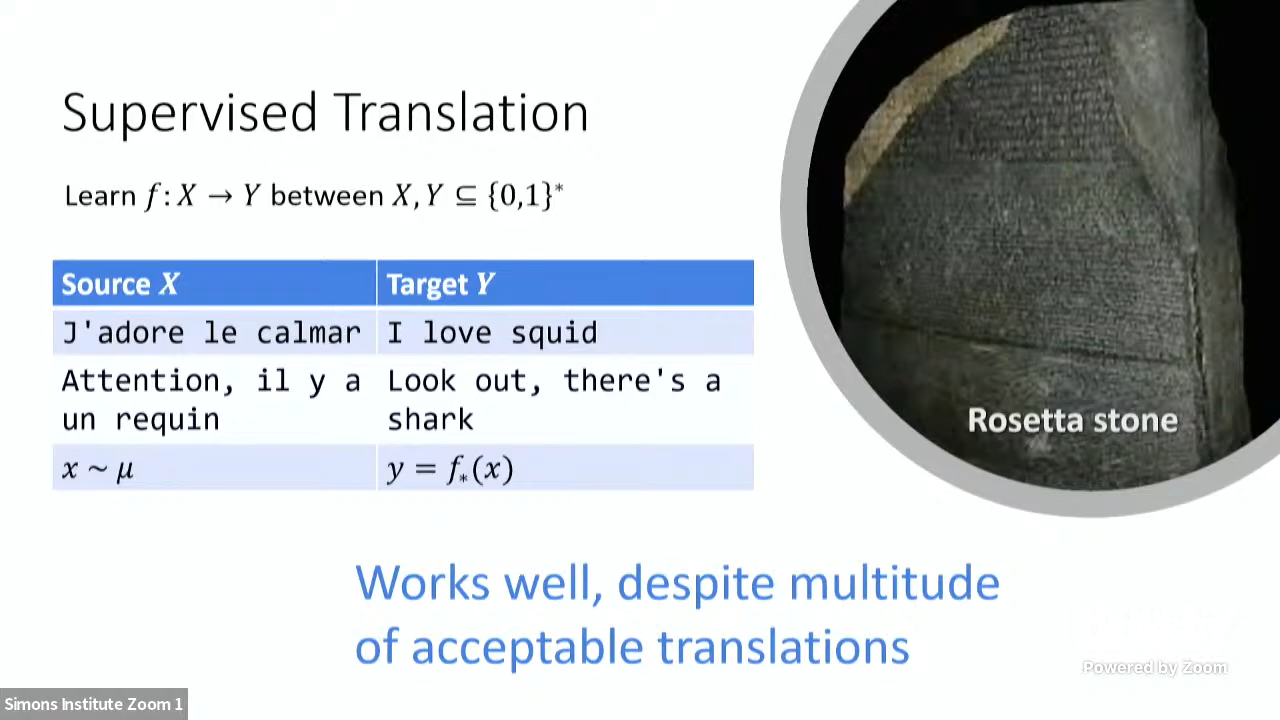 Supervised Translation
Learn f: X → Y between X, Y ⊆ {0,1}*
Source X Target Y
J'adore le calmar I love squid
Attention, il y a Look out, there's a
un requin shark
x ~ μ y = f*(x)
Rosetta stone
Works well, despite multitude
of acceptable translations
Powered by Zoom
Simons Institute Zoom 1